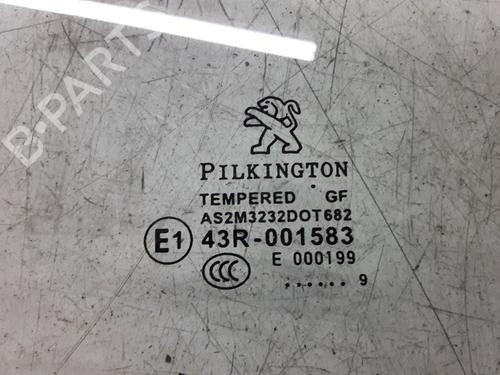 B-PARTS
PILKINGTON
TEMPERED GF
AS2M3232DOT682
E1 43R-001583
CCC E 000199
...... 9